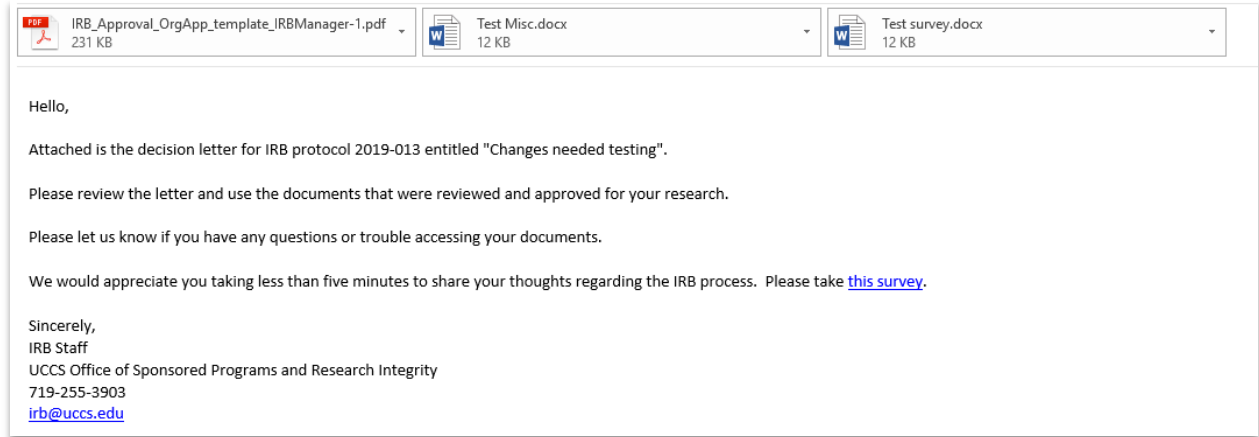 IRB_Approval_OrgApp_template_IRBManager-1.pdf
231 KB
Test Misc.docx
12 KB
Test survey.docx
12 KB
Hello,
Attached is the decision letter for IRB protocol 2019-013 entitled "Changes needed testing".
Please review the letter and use the documents that were reviewed and approved for your research.
Please let us know if you have any questions or trouble accessing your documents.
We would appreciate you taking less than five minutes to share your thoughts regarding the IRB process.  Please take this survey.
Sincerely,
IRB Staff
UCCS Office of Sponsored Programs and Research Integrity
719-255-3903
irb@uccs.edu